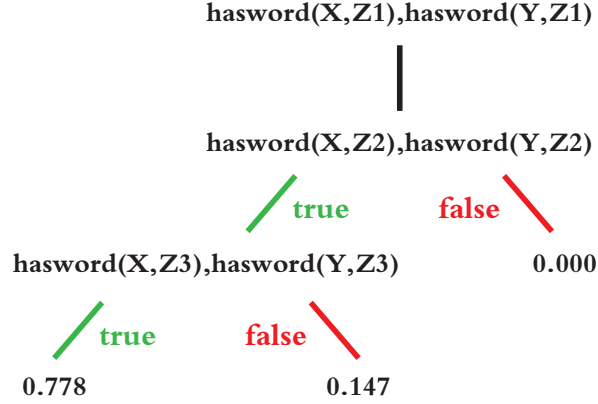 hasword(X,Z1),hasword(Y,Z1)
hasword(X,Z2),hasword(Y,Z2)
true
false
hasword(X,Z3),hasword(Y,Z3)
0.000
true
false
0.778
0.147